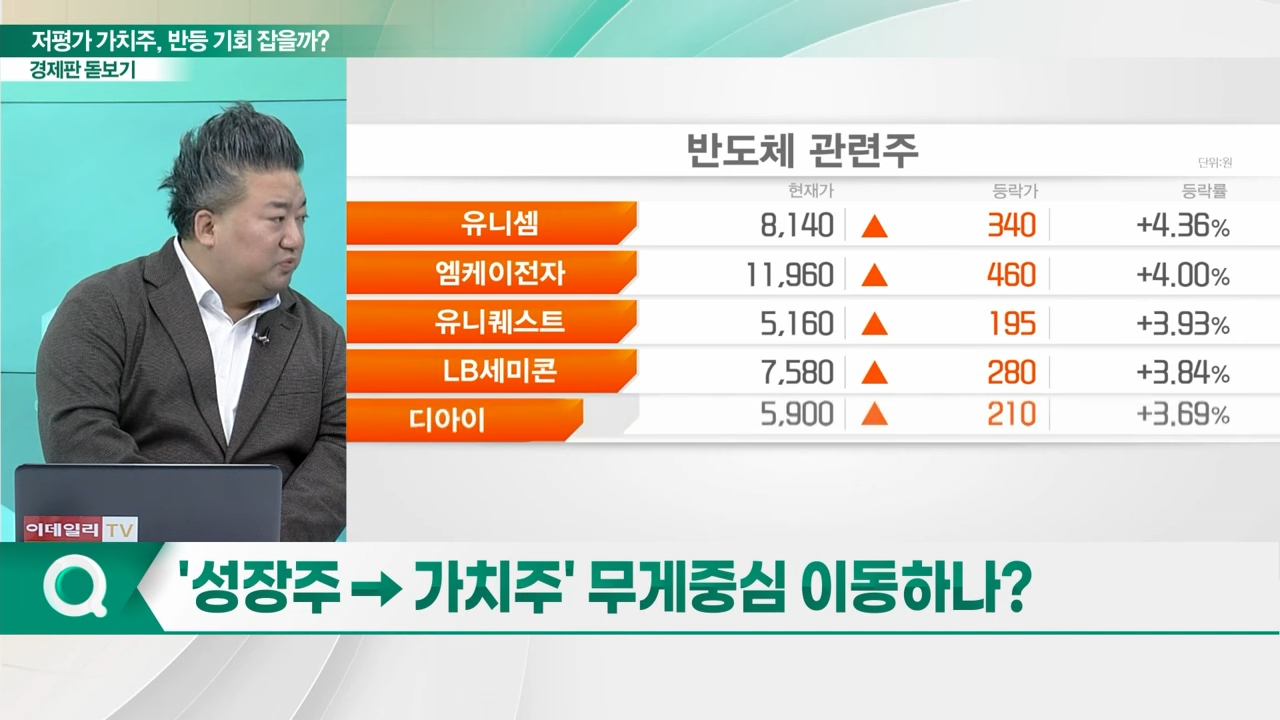 저평가 가치주, 반등 기회 잡을까?
경제판 돋보기
반도체 관련주
단위:원
현재가 등락가 등락률
유니셈 8,140 ▲ 340 +4.36%
엠케이전자 11,960 ▲ 460 +4.00%
유니퀘스트 5,160 ▲ 195 +3.93%
LB세미콘 7,580 ▲ 280 +3.84%
디아이 5,900 ▲ 210 +3.69%
이데일리TV
Q '성장주 → 가치주' 무게중심 이동하나?